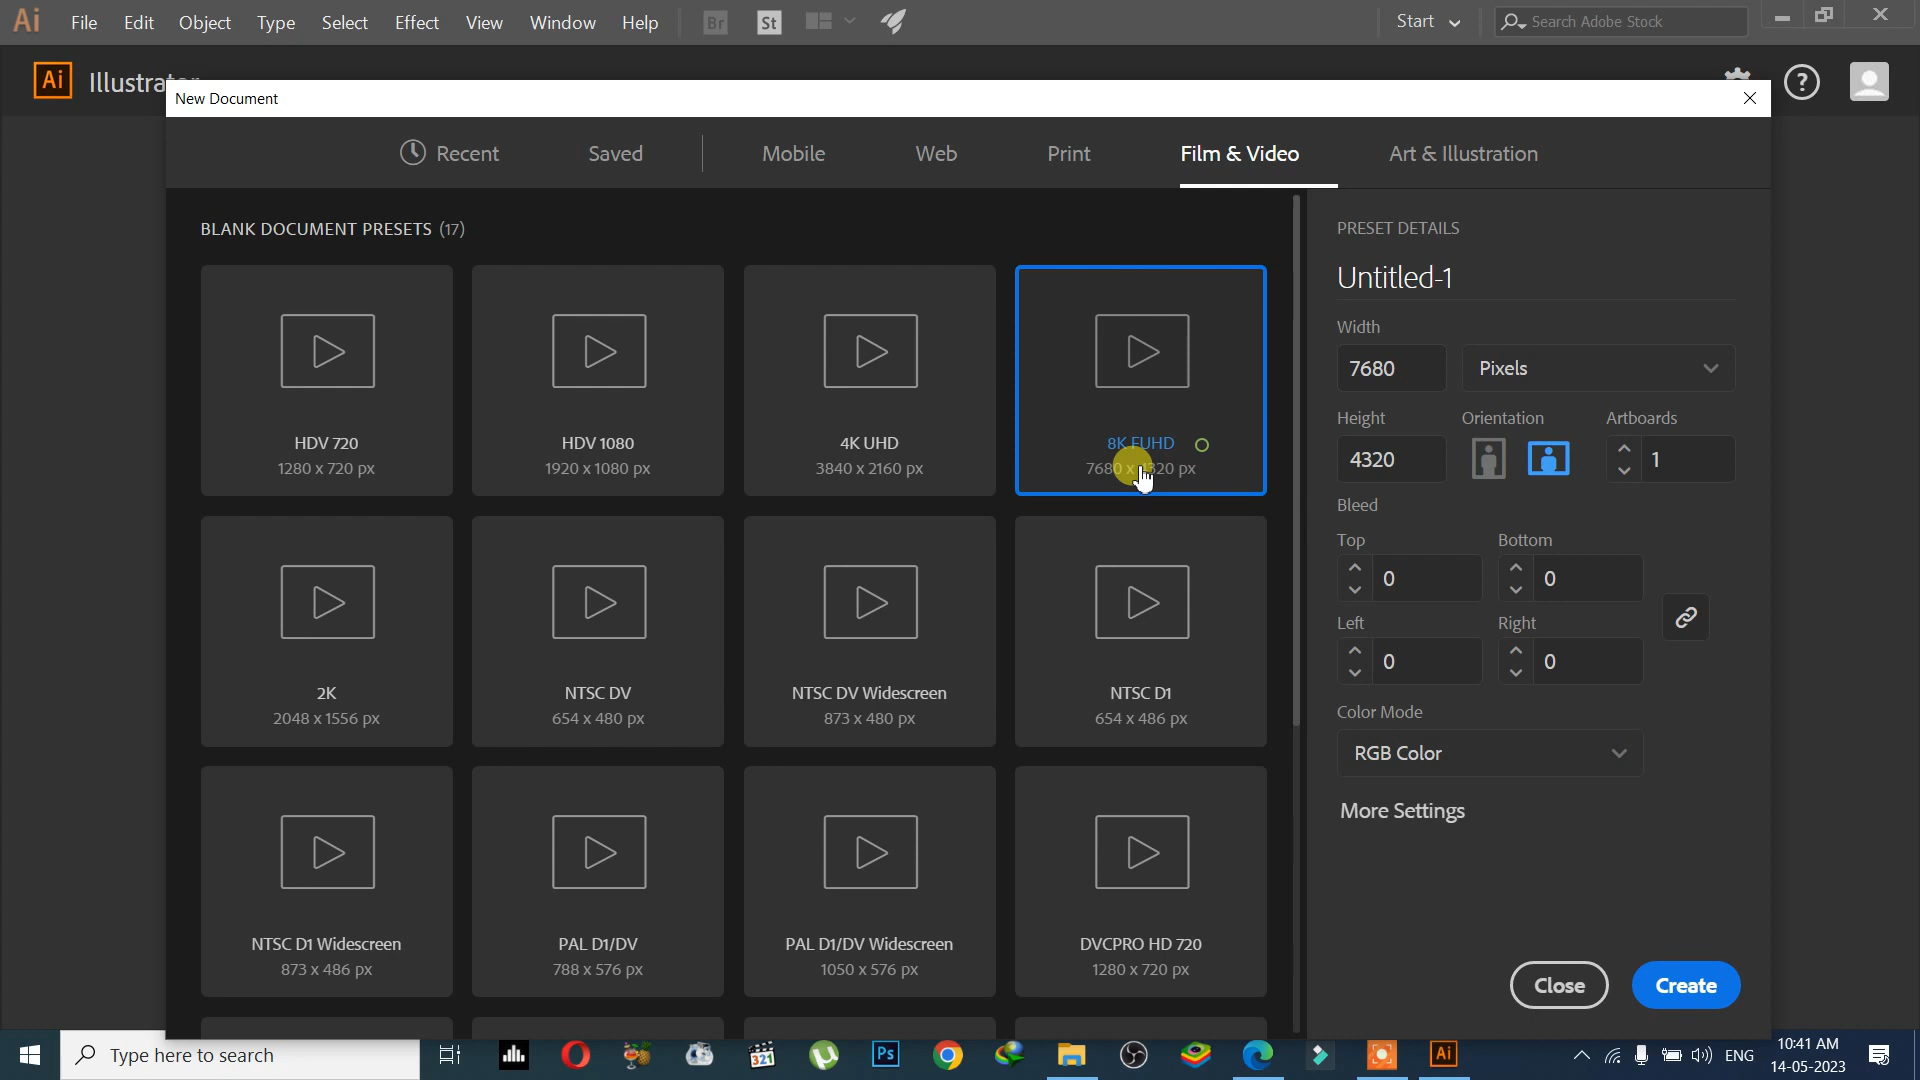 Ai File Edit Object Type Select Effect View Window Help Br St Start Search Adobe Stock
Ai
New Document
Recent Saved Mobile Web Print Film & Video Art & Illustration
BLANK DOCUMENT PRESETS (17)
HDV 720
1280 x 720 px
HDV 1080
1920 x 1080 px
4K UHD
3840 x 2160 px
8K FUHD
7680 x 4320 px
2K
2048 x 1556 px
NTSC DV
654 x 480 px
NTSC DV Widescreen
873 x 480 px
NTSC D1
654 x 486 px
NTSC D1 Widescreen
873 x 486 px
PAL D1/DV
788 x 576 px
PAL D1/DV Widescreen
1050 x 576 px
DVCPRO HD 720
1280 x 720 px
PRESET DETAILS
Untitled-1
Width
7680 Pixels
Height Orientation Artboards
4320 1
Bleed
Top Bottom
0 0
Left Right
0 0
Color Mode
RGB Color
More Settings
Close Create
Type here to search 321 Ps Ai ENG
10:41 AM
14-05-2023